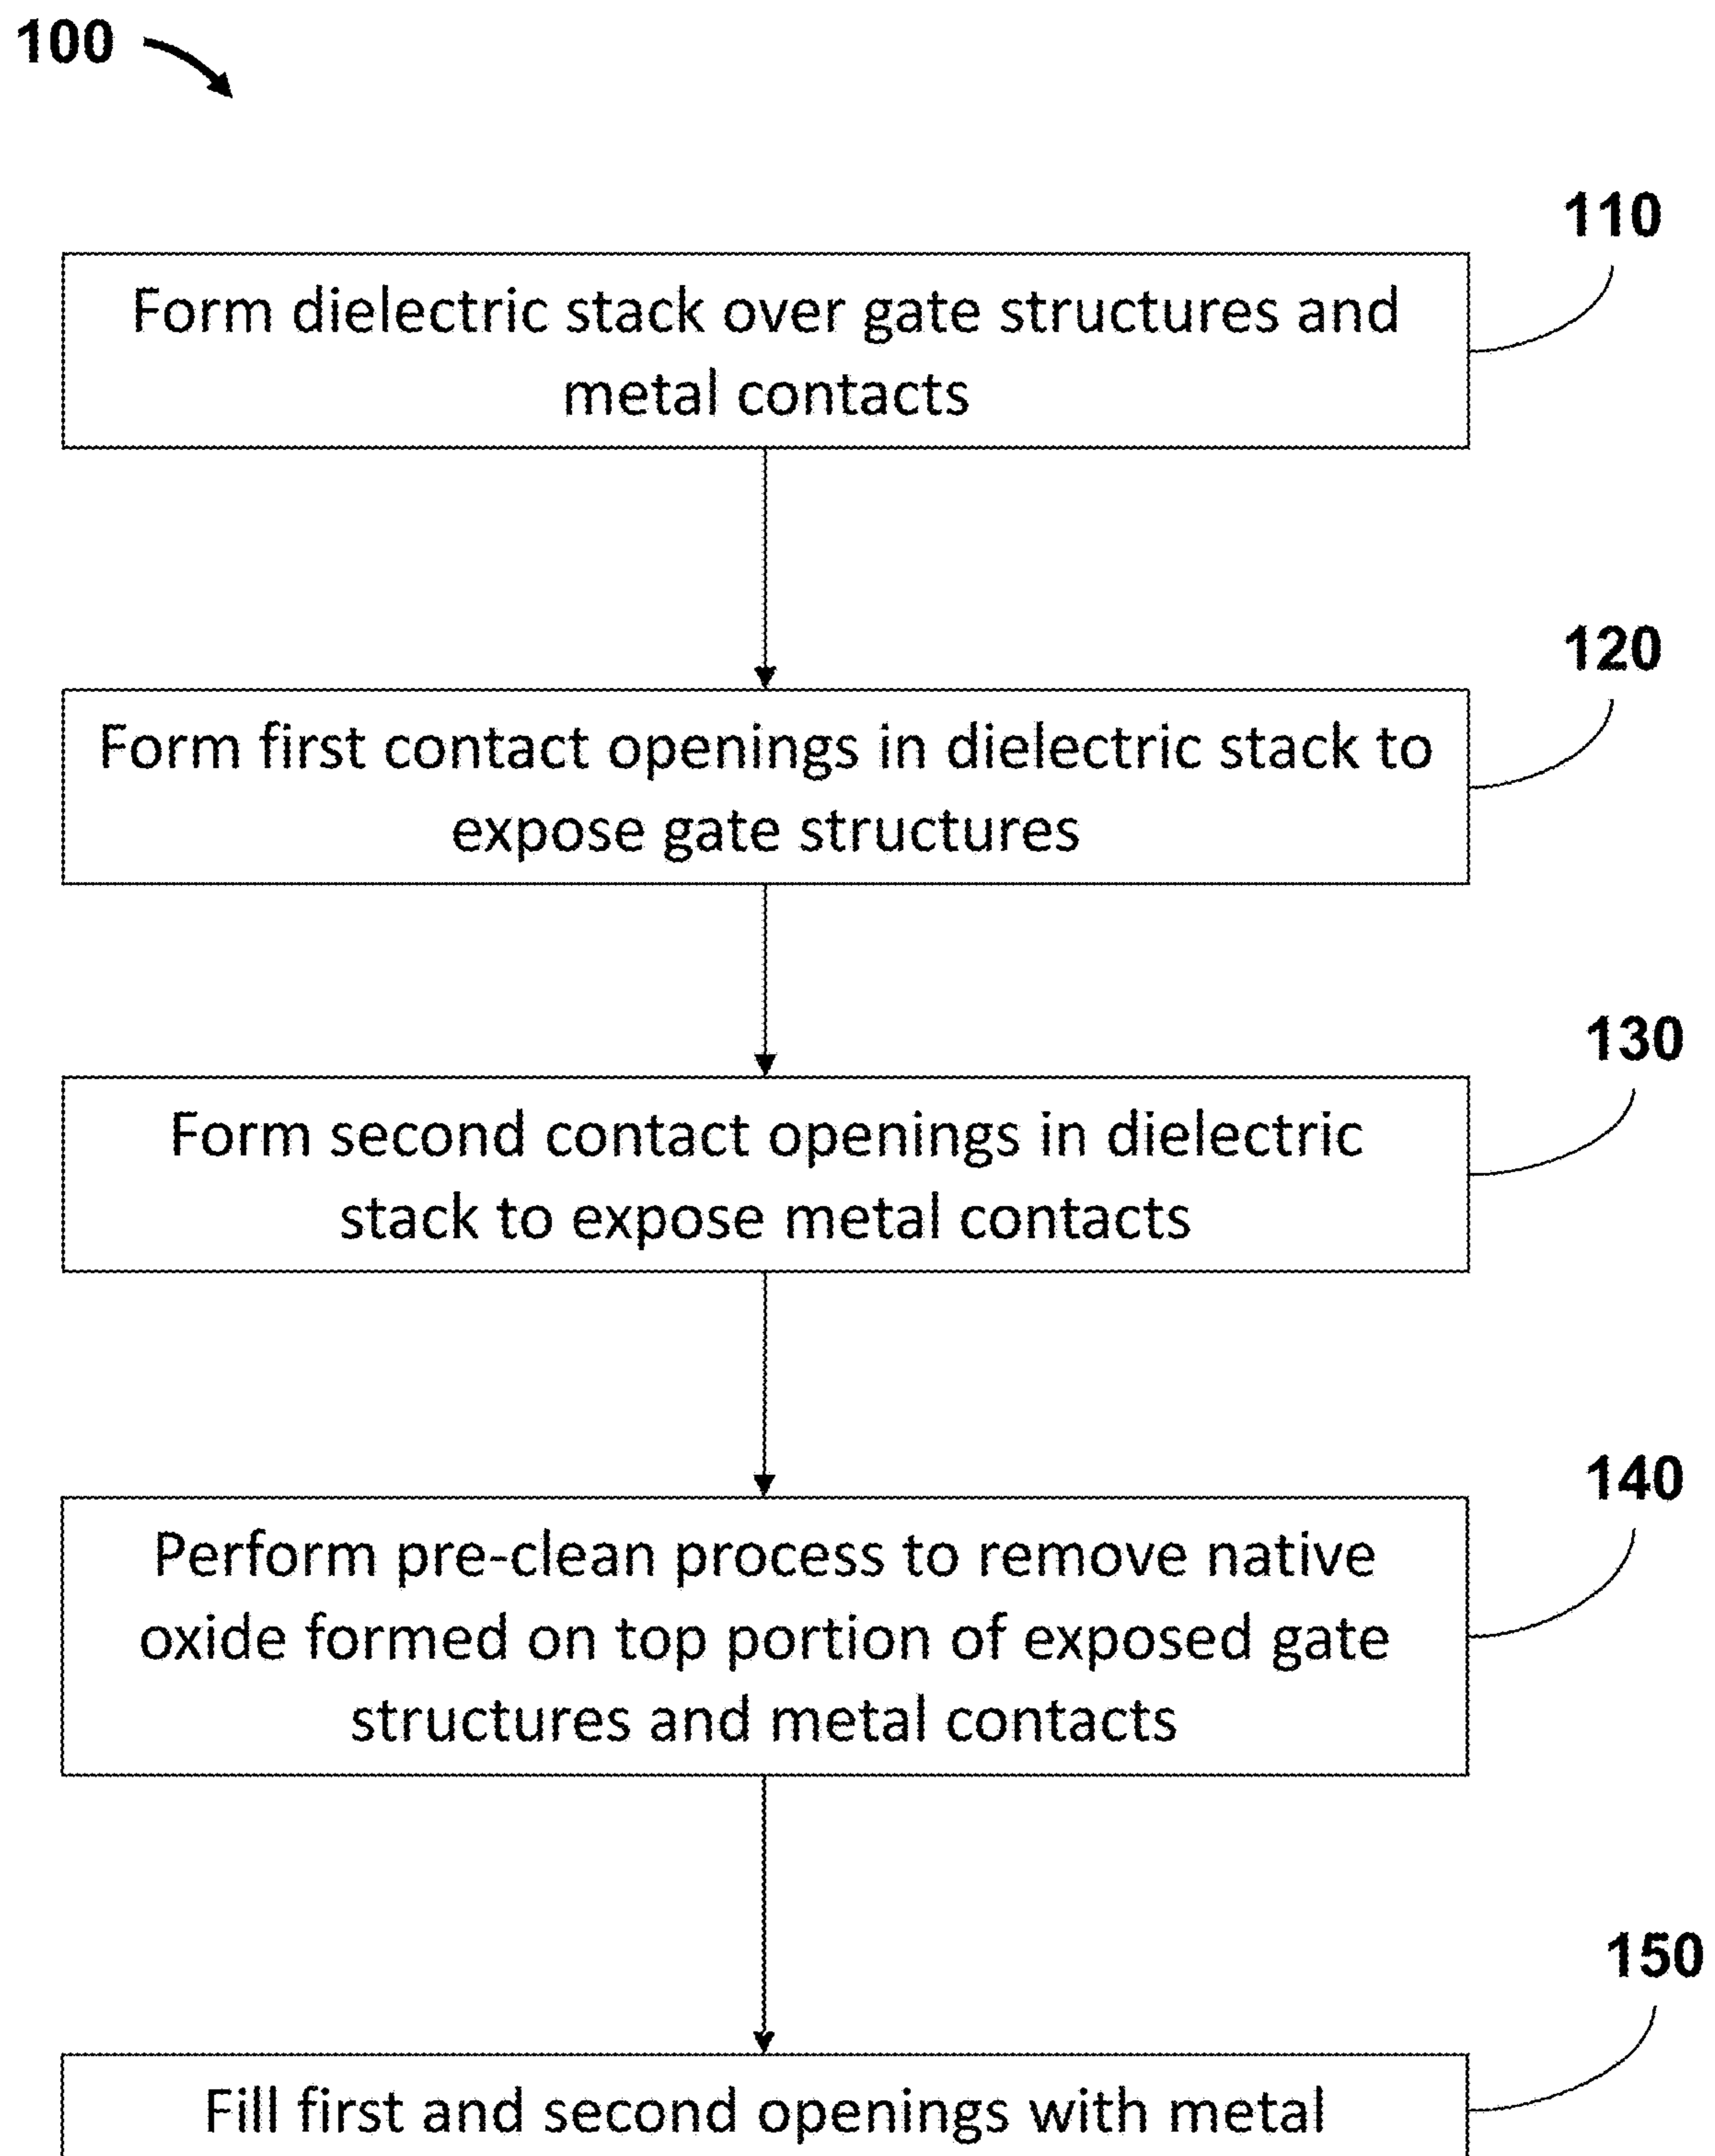 100
110
Form dielectric stack over gate structures and
metal contacts
120
Form first contact openings in dielectric stack to
expose gate structures
130
Form second contact openings in dielectric
stack to expose metal contacts
140
Perform pre-clean process to remove native
oxide formed on top portion of exposed gate
structures and metal contacts
150
Fill first and second openings with metal